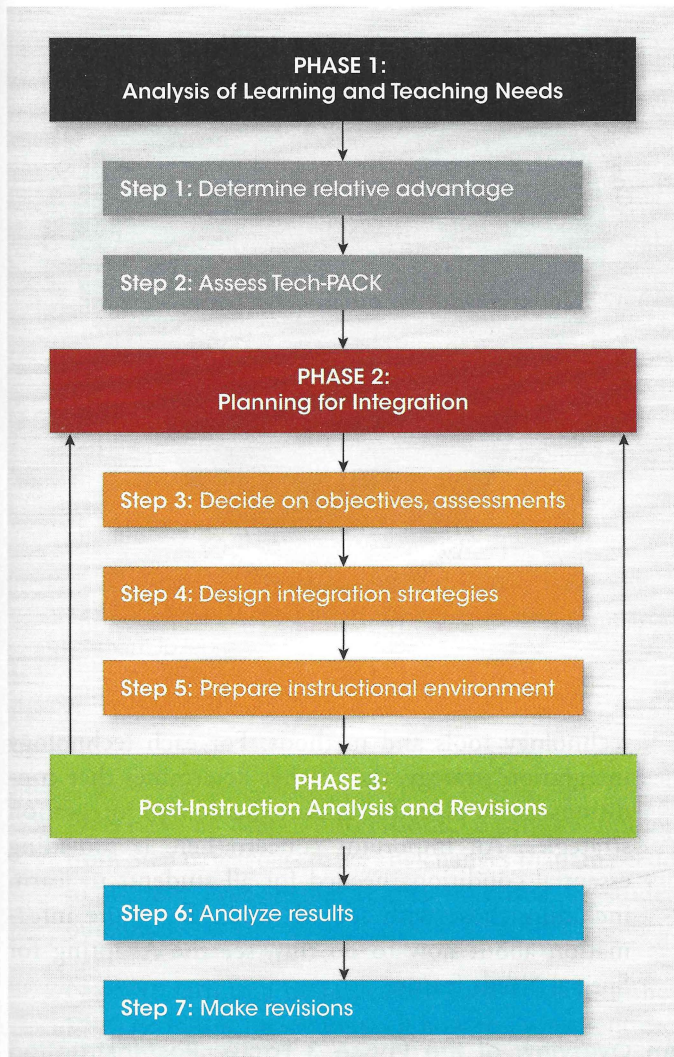 PHASE 1:
Analysis of Learning and Teaching Needs
Step 1: Determine relative advantage
Step 2: Assess Tech-PACK
PHASE 2:
Planning for Integration
Step 3: Decide on objectives, assessments
Step 4: Design integration strategies
Step 5: Prepare instructional environment
PHASE 3:
Post-Instruction Analysis and Revisions
Step 6: Analyze results
Step 7: Make revisions